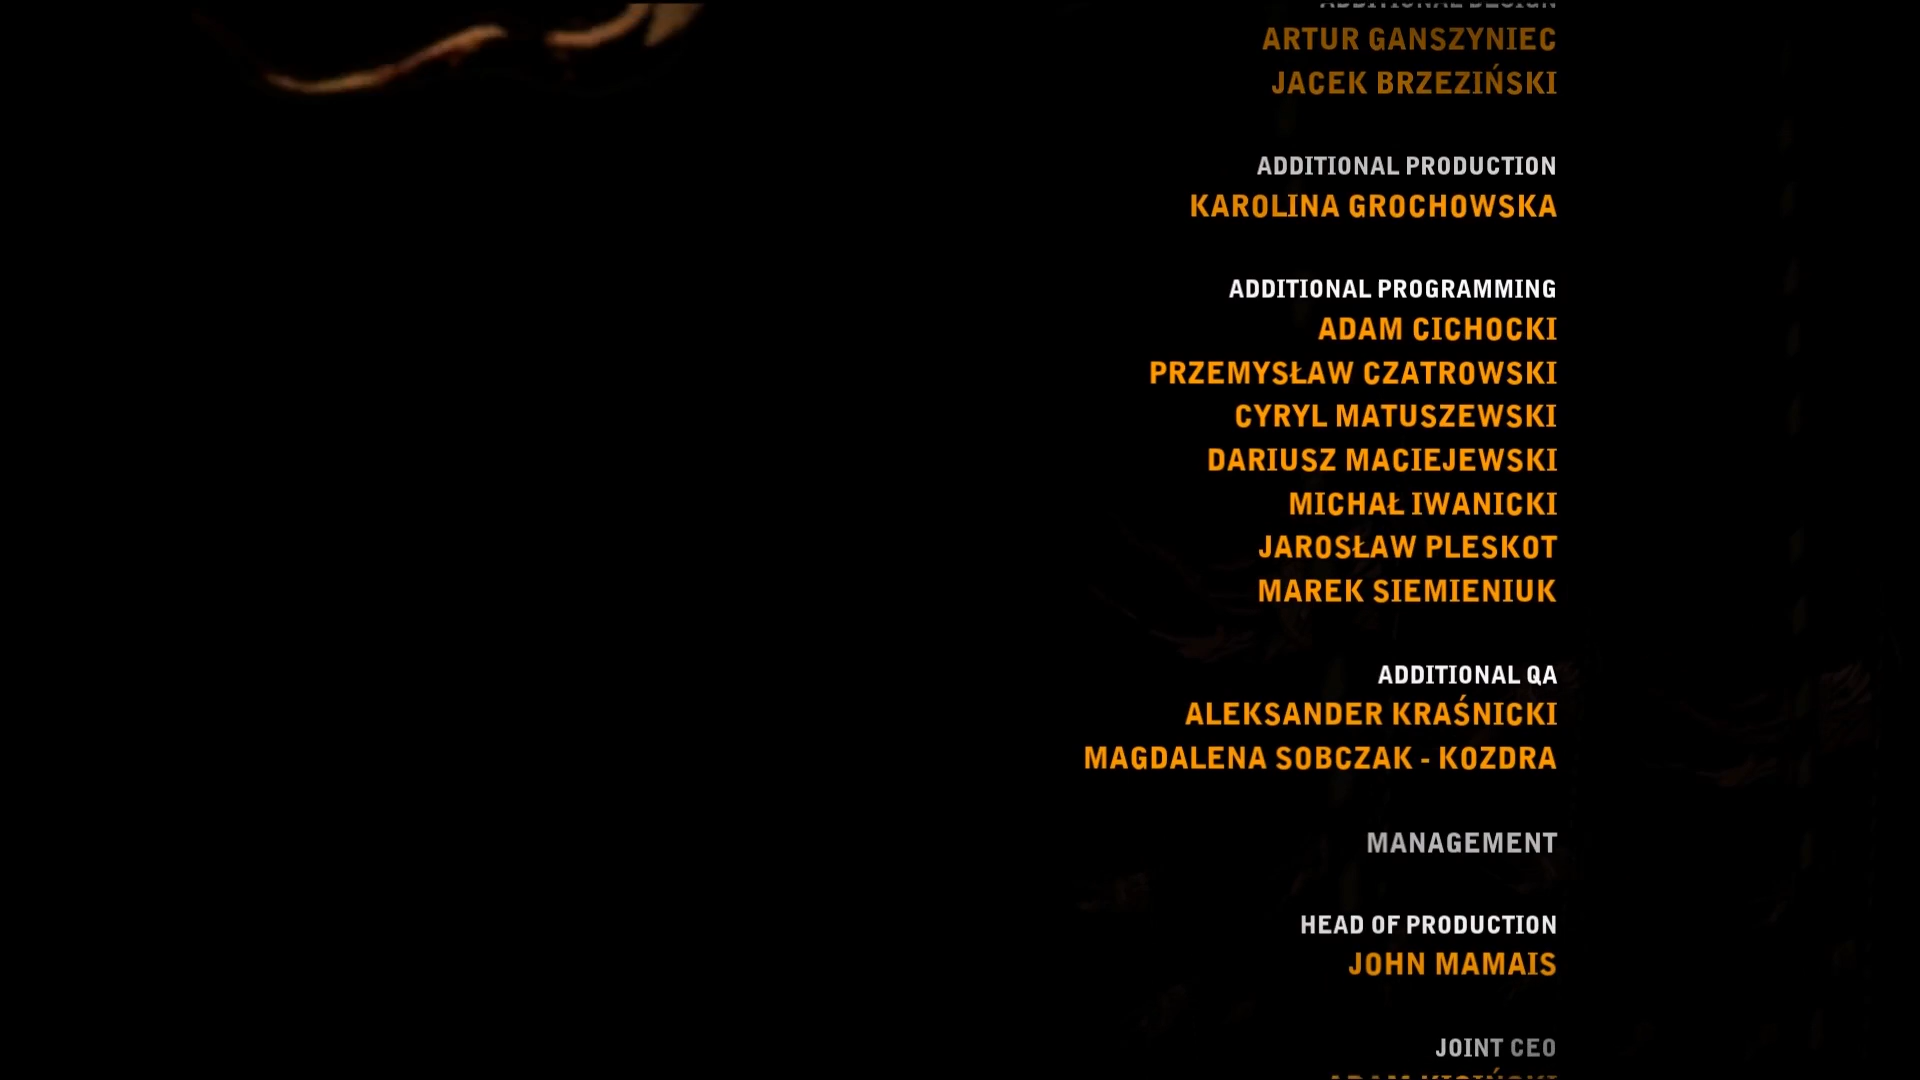 ADDITIONAL DESIGN
ARTUR GANSZYNIEC
JACEK BRZEZIŃSKI
ADDITIONAL PRODUCTION
KAROLINA GROCHOWSKA
ADDITIONAL PROGRAMMING
ADAM CICHOCKI
PRZEMYSŁAW CZATROWSKI
CYRYL MATUSZEWSKI
DARIUSZ MACIEJEWSKI
MICHAŁ IWANICKI
JAROSŁAW PLESKOT
MAREK SIEMIENIUK
ADDITIONAL QA
ALEKSANDER KRAŚNICKI
MAGDALENA SOBCZAK - KOZDRA
MANAGEMENT
HEAD OF PRODUCTION
JOHN MAMAIS
JOINT CEO